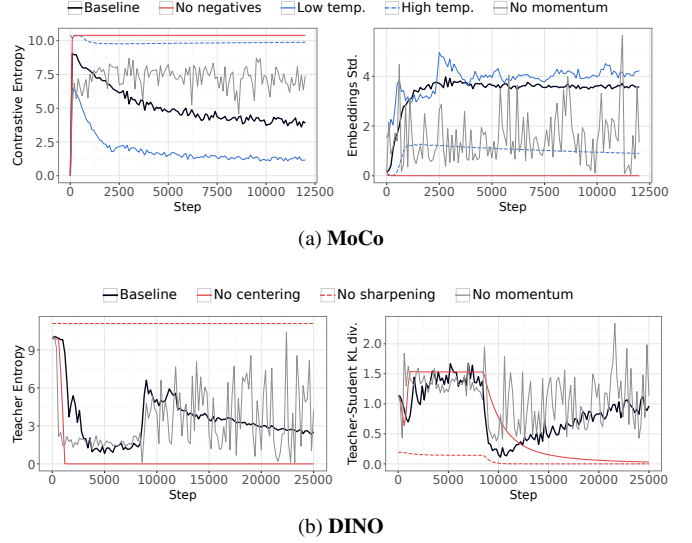 Baseline No negatives Low temp. High temp. No momentum
10.0
7.5
5.0
2.5
0.0
Contrastive Entropy
0 2500 5000 7500 10000 12500
Step
4
2
0
Embeddings Std.
0 2500 5000 7500 10000 12500
Step
(a) MoCo
Baseline No centering No sharpening No momentum
9
6
3
0
Teacher Entropy
0 5000 10000 15000 20000 25000
Step
2.0
1.5
1.0
0.5
0.0
Teacher-Student KL div.
0 5000 10000 15000 20000 25000
Step
(b) DINO